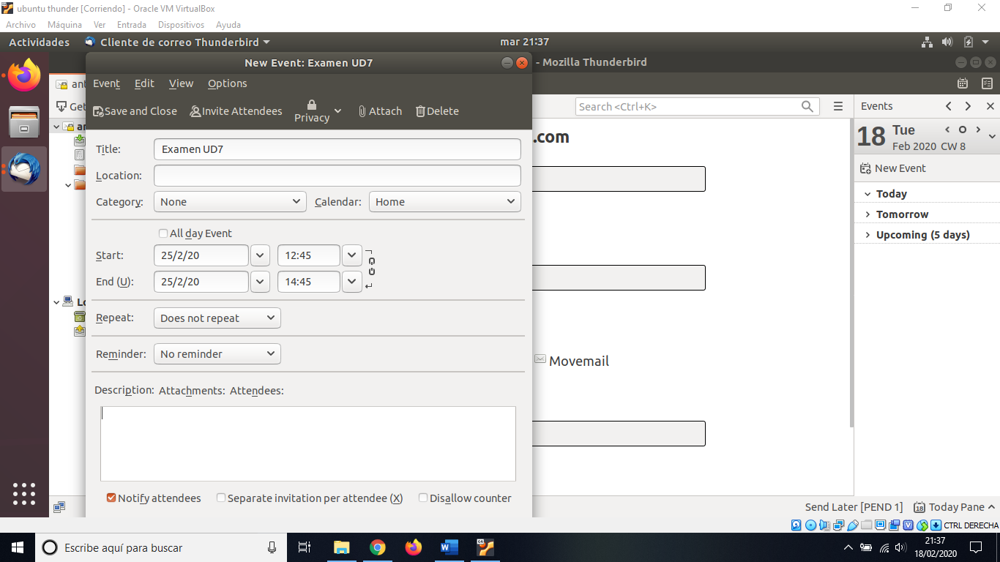 ubuntu thunder [Corriendo] - Oracle VM VirtualBox
Archivo Máquina Ver Entrada Dispositivos Ayuda
Actividades Cliente de correo Thunderbird mar 21:37
New Event: Examen UD7
- Mozilla Thunderbird
Event Edit View Options
Save and Close Invite Attendees Privacy Attach Delete
Search <Ctrl+K>
Events
Title: Examen UD7
.com
18 Tue
Feb 2020 CW 8
Location:
New Event
Category: None Calendar: Home
Today
Tomorrow
Upcoming (5 days)
All day Event
Start: 25/2/20 12:45
End (U): 25/2/20 14:45
Repeat: Does not repeat
Reminder: No reminder
Movemail
Description: Attachments: Attendees:
Notify attendees Separate invitation per attendee (X) Disallow counter
Send Later [PEND 1] 18 Today Pane
CTRL DERECHA
Escribe aquí para buscar
21:37
18/02/2020